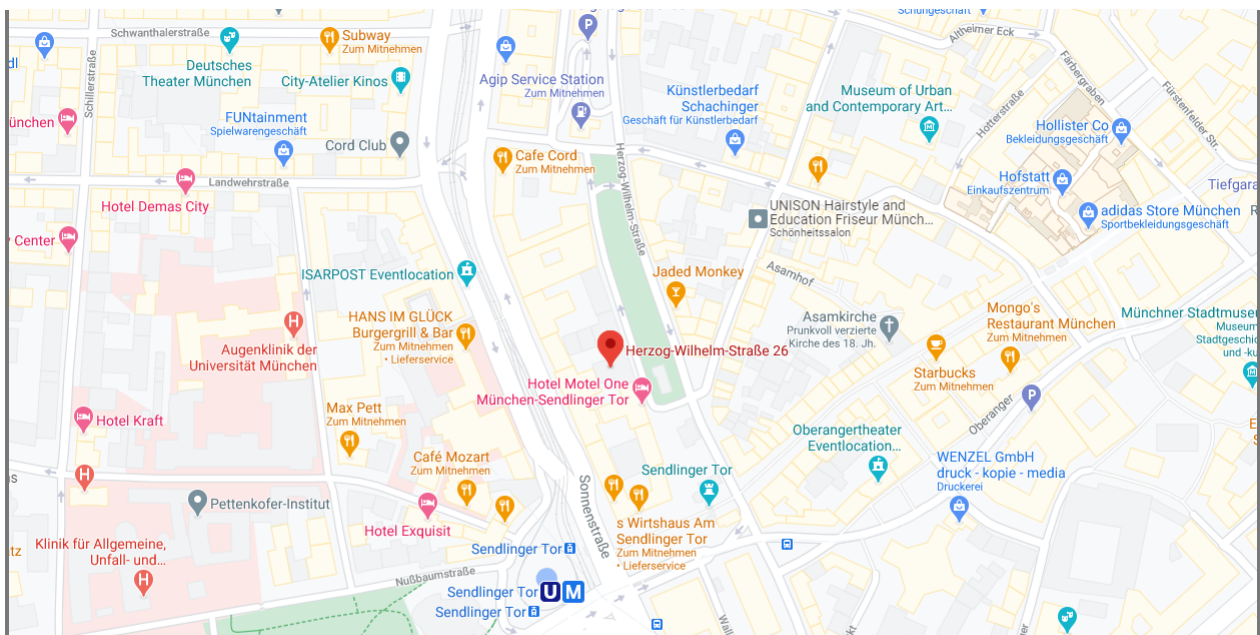 Schwanthalerstraße
Subway
Zum Mitnehmen
Deutsches
Theater München
City-Atelier Kinos
Schillerstraße
FUNtainment
Spielwarengeschäft
Cord Club
Landwehrstraße
Hotel Demas City
Center
ISARPOST Eventlocation
HANS IM GLÜCK
Burgergrill & Bar
Zum Mitnehmen
• Lieferservice
Augenklinik der
Universität München
Hotel Kraft
Max Pett
Zum Mitnehmen
Café Mozart
Zum Mitnehmen
Pettenkofer-Institut
Hotel Exquisit
Klinik für Allgemeine,
Unfall- und...
Nußbaumstraße
Sendlinger Tor
Sendlinger Tor
U M
Sendlinger Tor
Sonnenstraße
P
Agip Service Station
Zum Mitnehmen
Cafe Cord
Zum Mitnehmen
Herzog-Wilhelm-Straße
Künstlerbedarf
Schachinger
Geschäft für Künstlerbedarf
Museum of Urban
and Contemporary Art...
Altheimer Eck
Färbergraben
Fürstenfelder Str.
Hotterstraße
Hollister Co
Bekleidungsgeschäft
Hofstatt
Einkaufszentrum
Tiefgara
adidas Store München
Sportbekleidungsgeschäft
UNISON Hairstyle and
Education Friseur Münch...
Schönheitssalon
Asamhof
Jaded Monkey
Asamkirche
Prunkvoll verzierte
Kirche des 18. Jh.
Mongo's
Restaurant München
Zum Mitnehmen
Münchner Stadtmuseu
Museum
Stadtgeschic
und -ku
Herzog-Wilhelm-Straße 26
Hotel Motel One
München-Sendlinger Tor
Starbucks
Zum Mitnehmen
P
Oberanger
Oberangertheater
Eventlocation...
WENZEL GmbH
druck - kopie - media
Druckerei
Sendlinger Tor
s Wirtshaus Am
Sendlinger Tor
Zum Mitnehmen
• Lieferservice